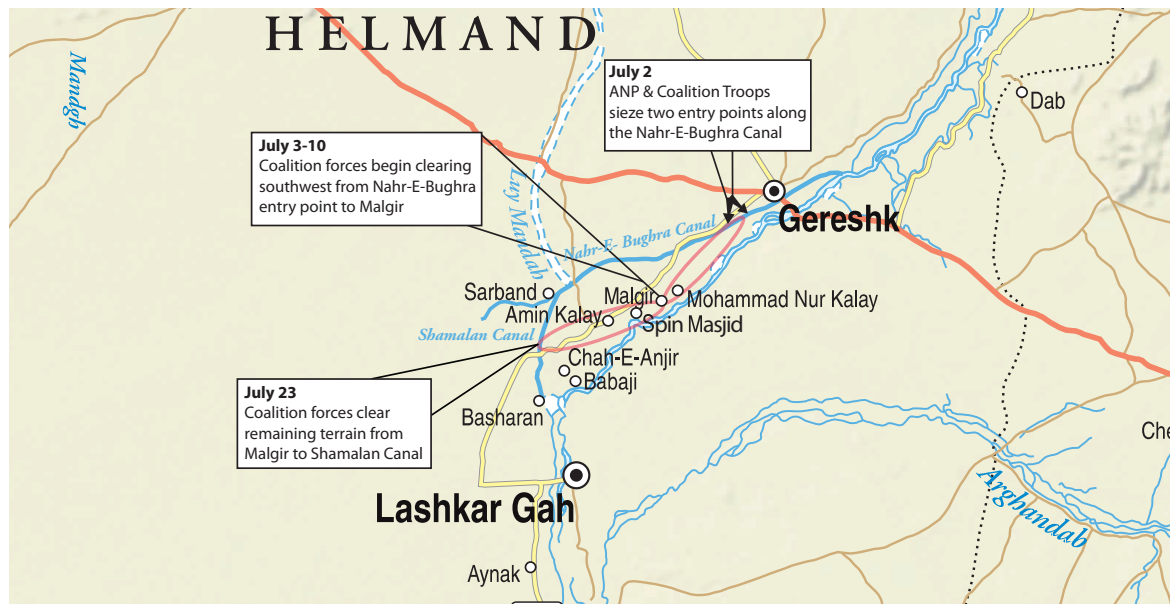 HELMAND
Mandgh
July 2
ANP & Coalition Troops
sieze two entry points along
the Nahr-E-Bughra Canal
Dab
July 3-10
Coalition forces begin clearing
southwest from Nahr-E-Bughra
entry point to Malgir
Luy Mandah
Gereshk
Nahr-E- Bughra Canal
Sarband
Malgir
Mohammad Nur Kalay
Amin Kalay
Spin Masjid
Shamalan Canal
Chah-E-Anjir
Babaji
July 23
Coalition forces clear
remaining terrain from
Malgir to Shamalan Canal
Basharan
Che
Arghandab
Lashkar Gah
Aynak